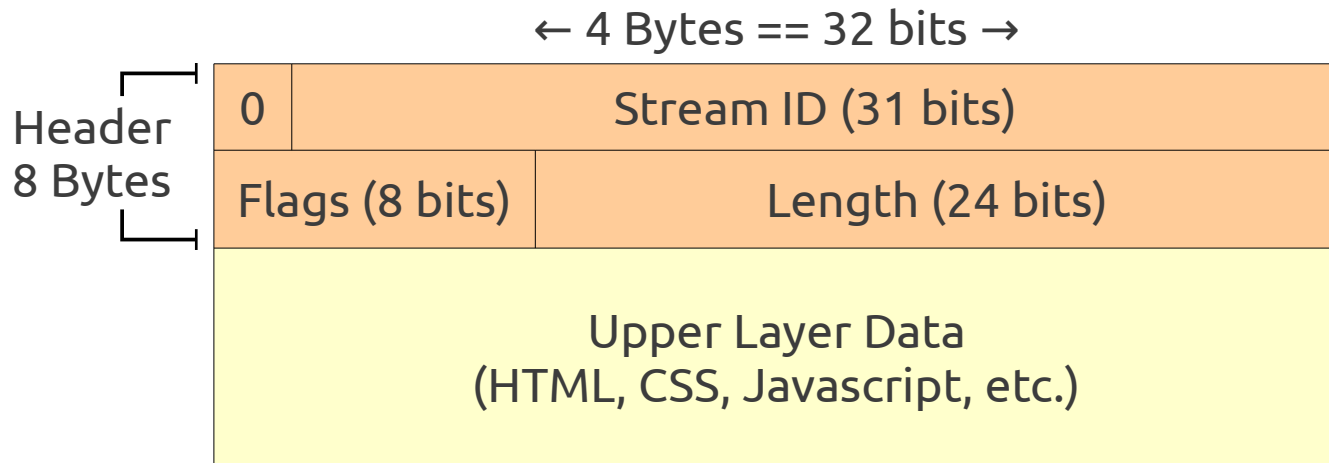 ← 4 Bytes == 32 bits →
Header
8 Bytes
0
Stream ID (31 bits)
Flags (8 bits)
Length (24 bits)
Upper Layer Data
(HTML, CSS, Javascript, etc.)